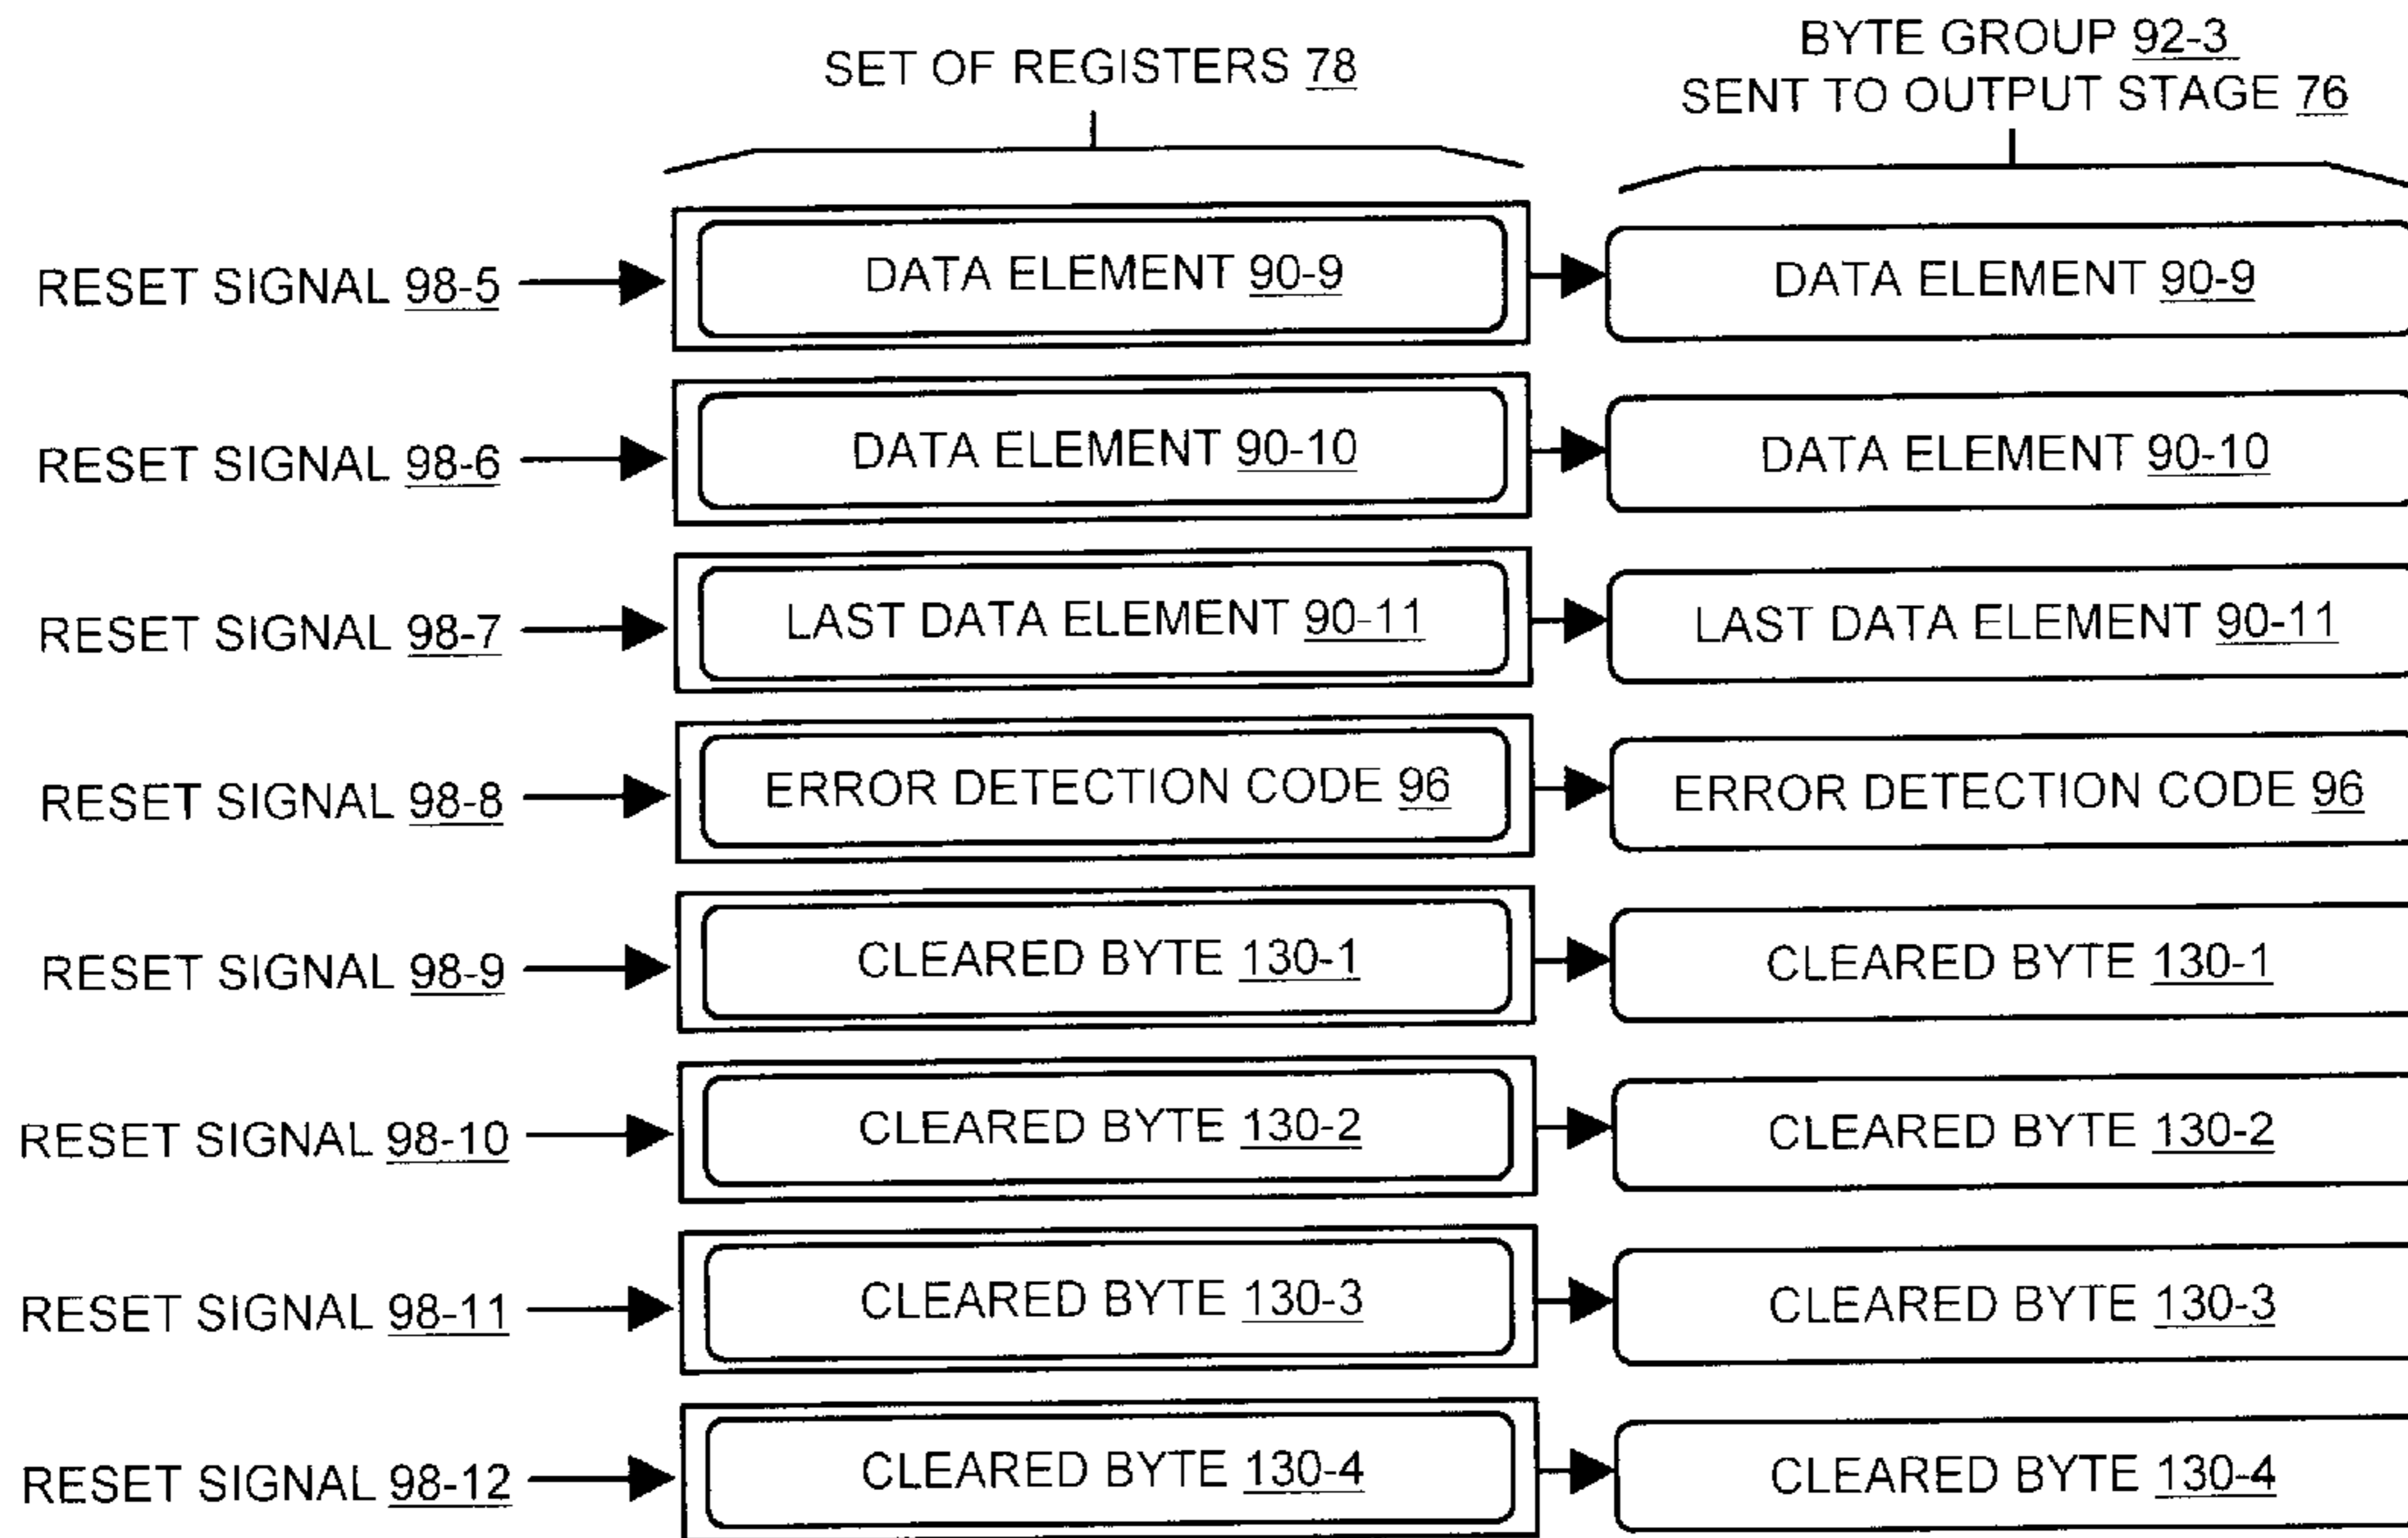 SET OF REGISTERS 78
BYTE GROUP 92-3
SENT TO OUTPUT STAGE 76
RESET SIGNAL 98-5
DATA ELEMENT 90-9
DATA ELEMENT 90-9
RESET SIGNAL 98-6
DATA ELEMENT 90-10
DATA ELEMENT 90-10
RESET SIGNAL 98-7
LAST DATA ELEMENT 90-11
LAST DATA ELEMENT 90-11
RESET SIGNAL 98-8
ERROR DETECTION CODE 96
ERROR DETECTION CODE 96
RESET SIGNAL 98-9
CLEARED BYTE 130-1
CLEARED BYTE 130-1
RESET SIGNAL 98-10
CLEARED BYTE 130-2
CLEARED BYTE 130-2
RESET SIGNAL 98-11
CLEARED BYTE 130-3
CLEARED BYTE 130-3
RESET SIGNAL 98-12
CLEARED BYTE 130-4
CLEARED BYTE 130-4